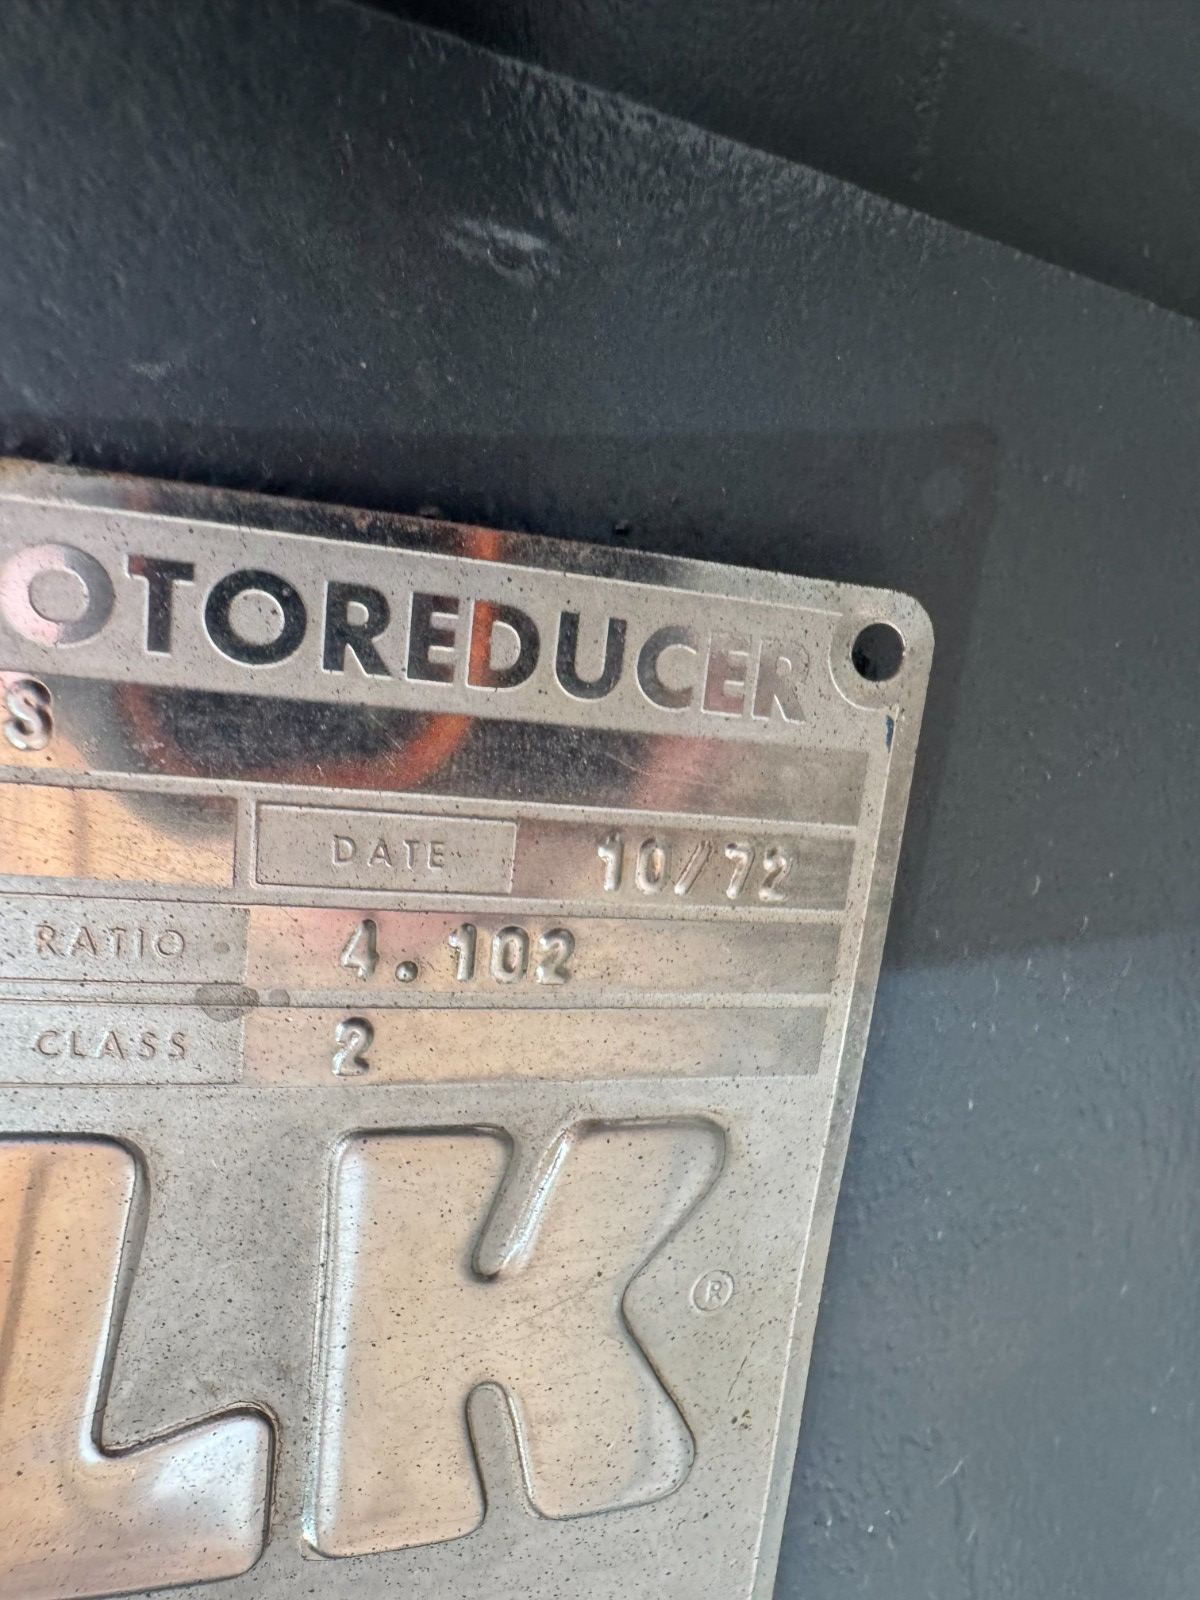 OTOREDUCER
S
DATE 10/72
RATIO 4.102
CLASS 2
LK ®